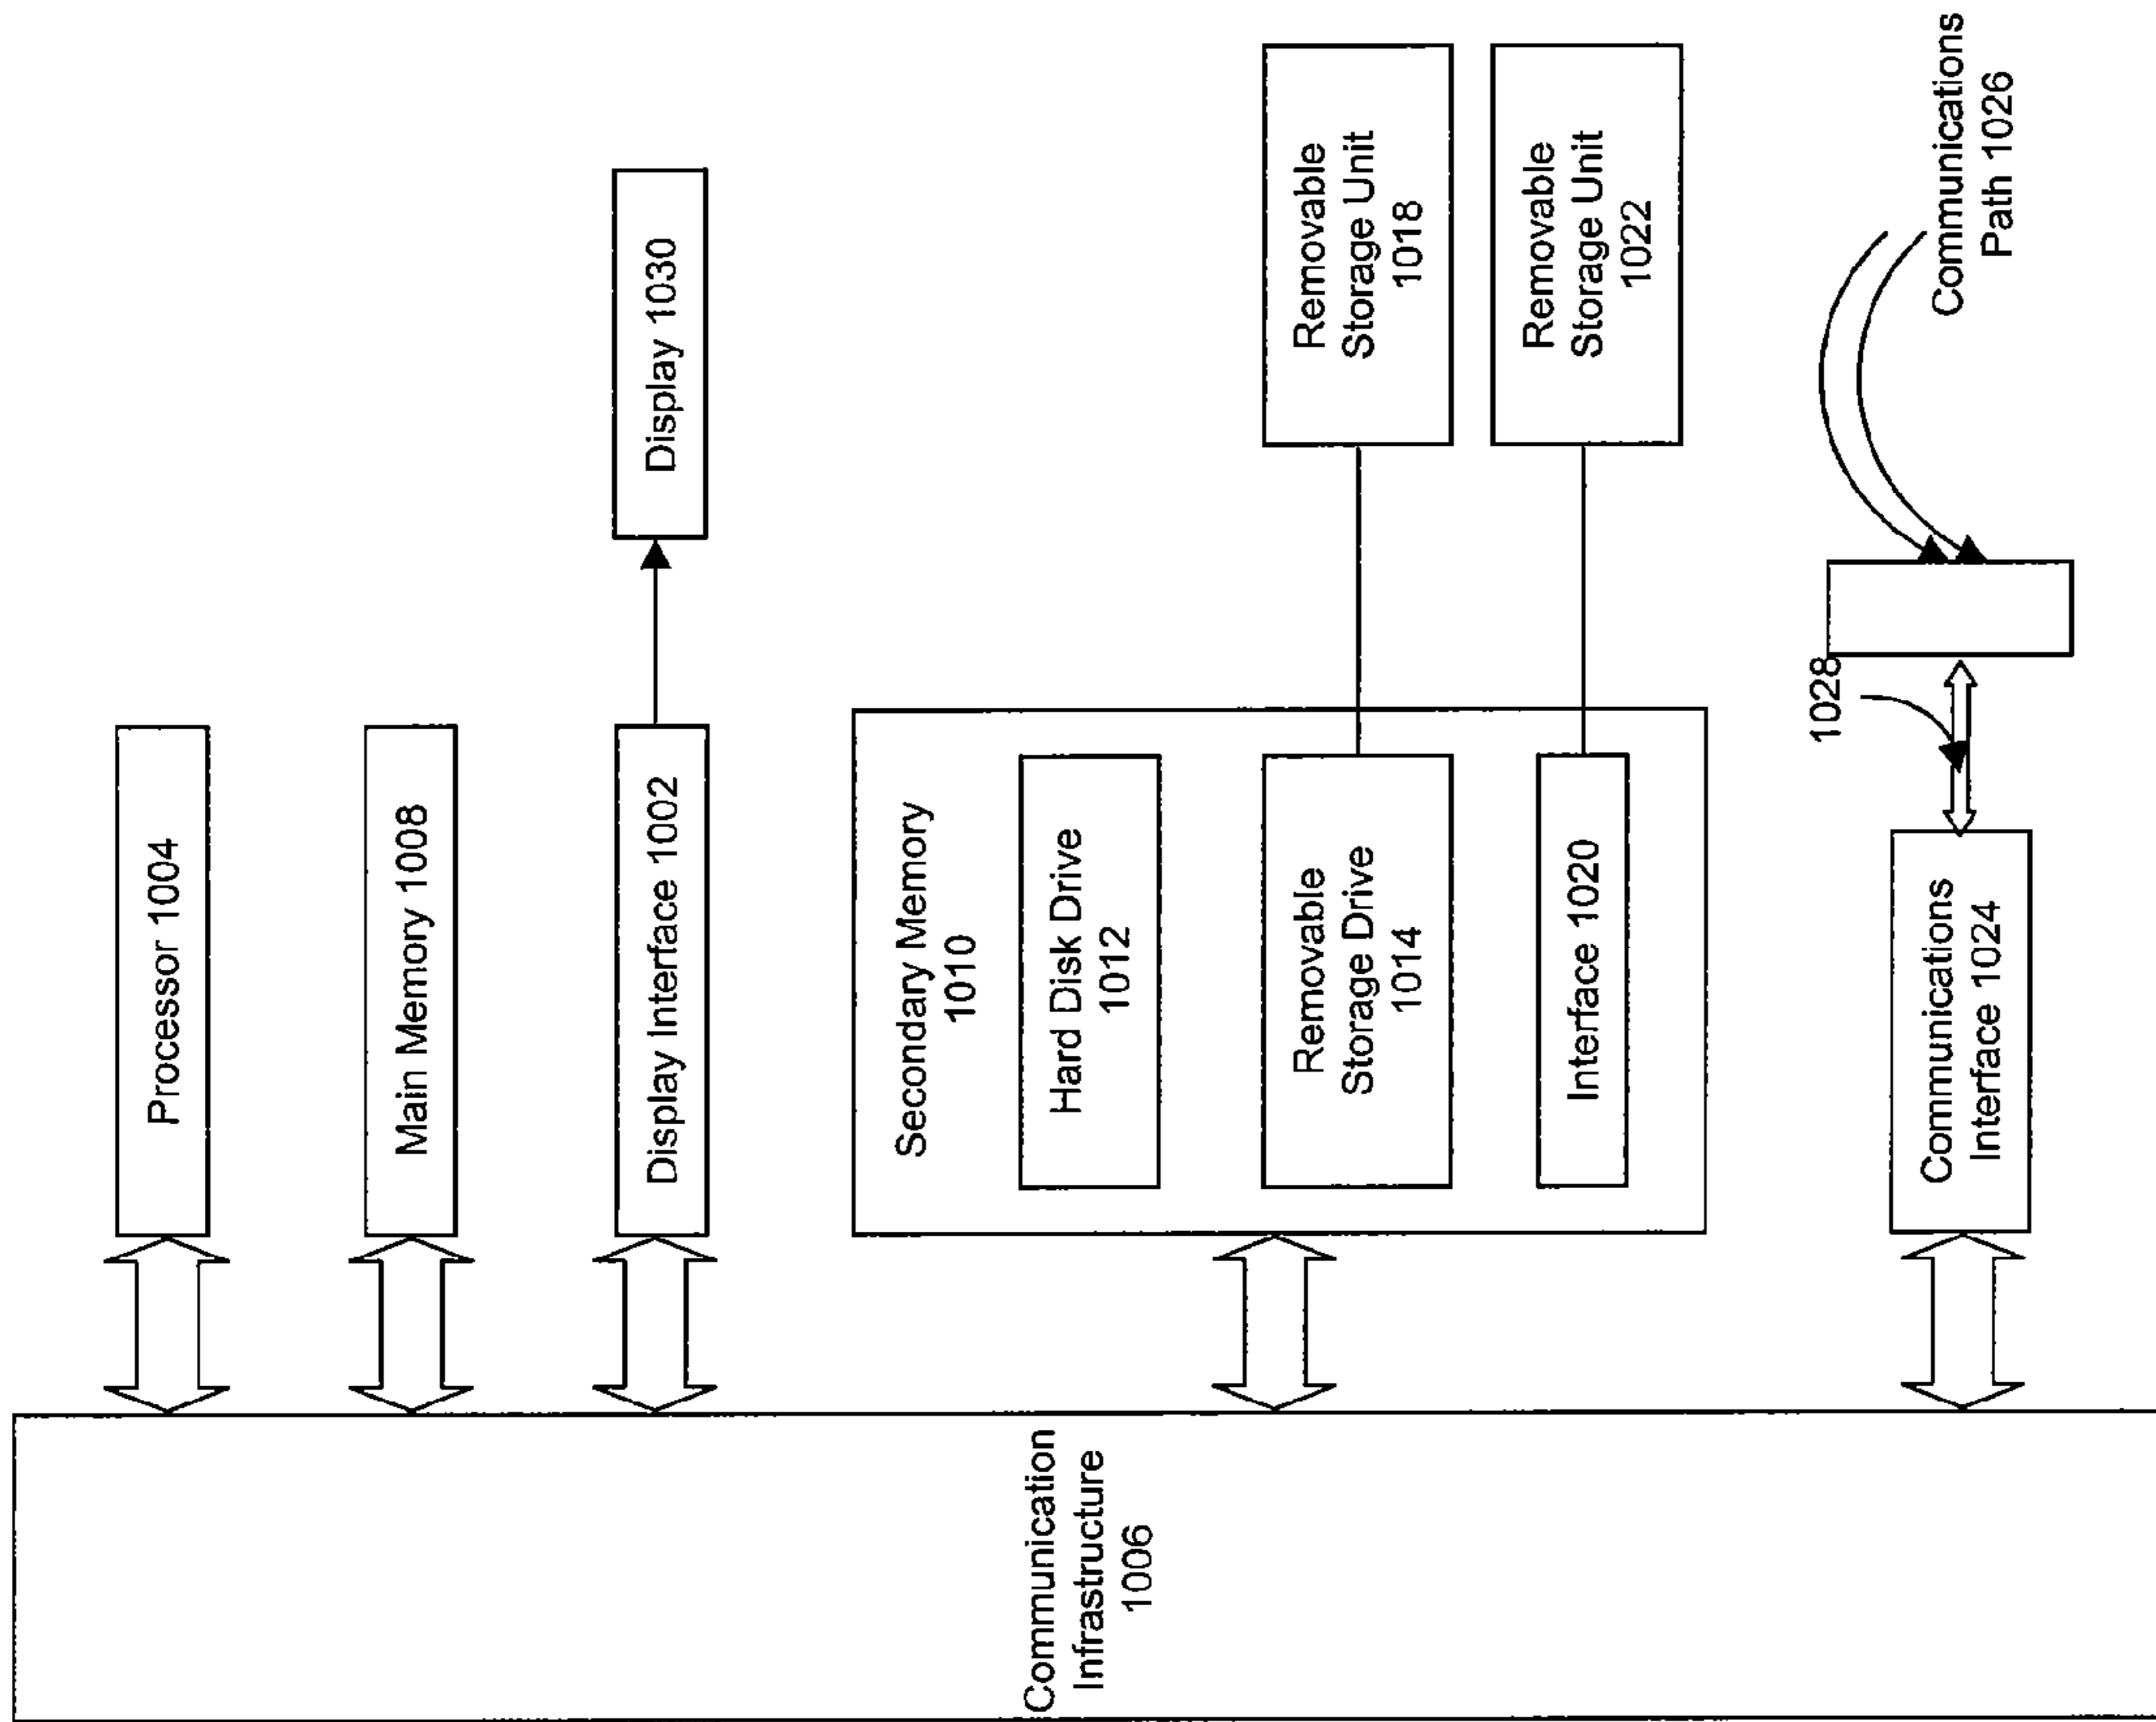 Processor 1004
Main Memory 1008
Display Interface 1002
Display 1030
Secondary Memory
1010
Hard Disk Drive
1012
Removable
Storage Drive
1014
Interface 1020
Removable
Storage Unit
1018
Removable
Storage Unit
1022
Communication
Infrastructure
1006
Communications
Interface 1024
1028
Communications
Path 1026